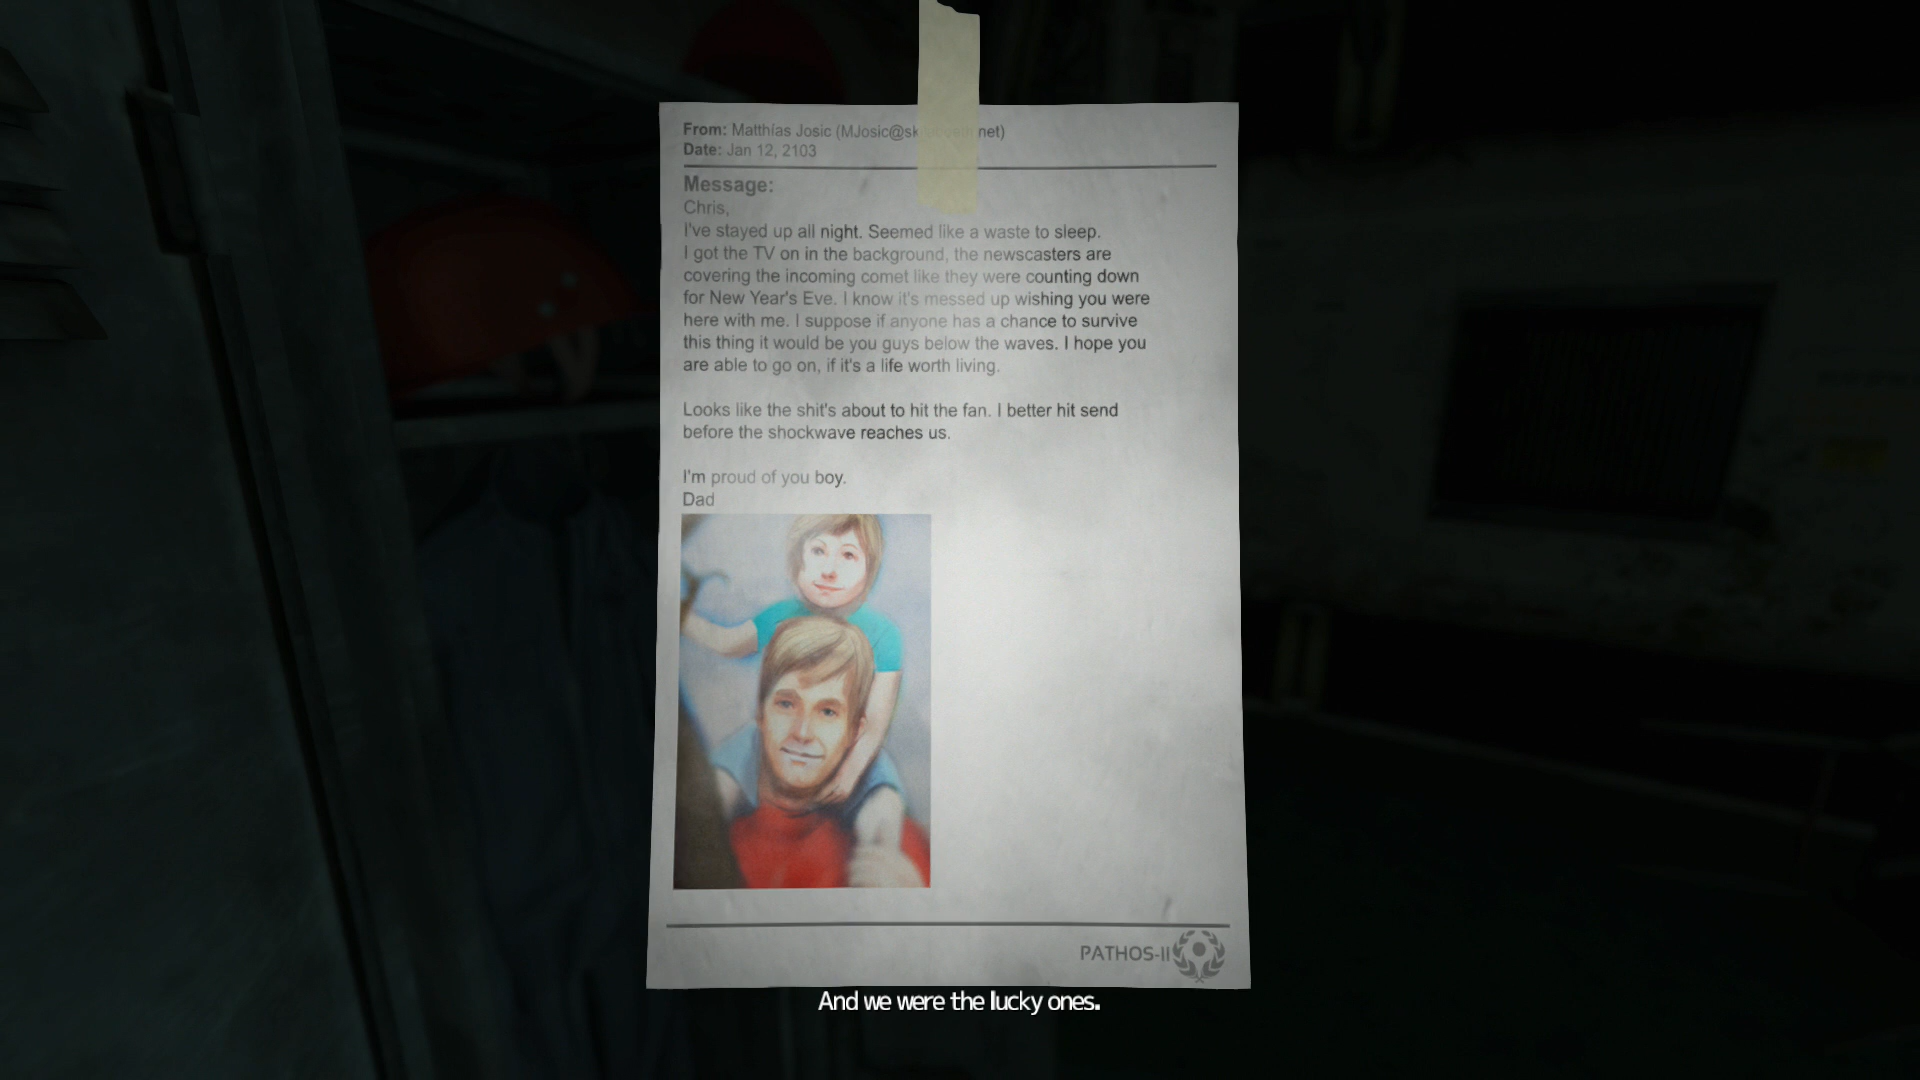 From: Matthias Josic (MJosic@sk net)
Date: Jan 12, 2103
Message:
Chris,
I've stayed up all night. Seemed like a waste to sleep.
I got the TV on in the background, the newscasters are
covering the incoming comet like they were counting down
for New Year's Eve. I know it's messed up wishing you were
here with me. I suppose if anyone has a chance to survive
this thing it would be you guys below the waves. I hope you
are able to go on, if it's a life worth living.
Looks like the shit's about to hit the fan. I better hit send
before the shockwave reaches us.
I'm proud of you boy.
Dad
PATHOS-II
And we were the lucky ones.